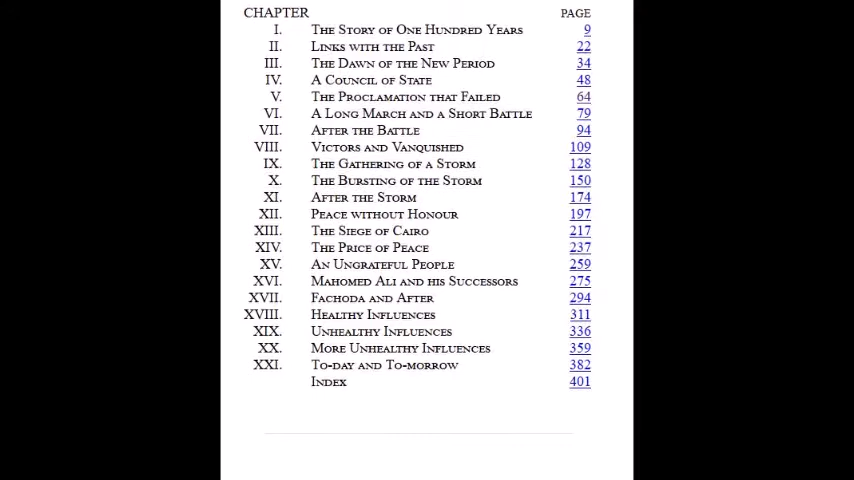 CHAPTER PAGE
I. The Story of One Hundred Years 9
II. Links with the Past 22
III. The Dawn of the New Period 34
IV. A Council of State 48
V. The Proclamation that Failed 64
VI. A Long March and a Short Battle 79
VII. After the Battle 94
VIII. Victors and Vanquished 109
IX. The Gathering of a Storm 128
X. The Bursting of the Storm 150
XI. After the Storm 174
XII. Peace without Honour 197
XIII. The Siege of Cairo 217
XIV. The Price of Peace 237
XV. An Ungrateful People 259
XVI. Mahomed Ali and his Successors 275
XVII. Fachoda and After 294
XVIII. Healthy Influences 311
XIX. Unhealthy Influences 336
XX. More Unhealthy Influences 359
XXI. To-day and To-morrow 382
Index 401